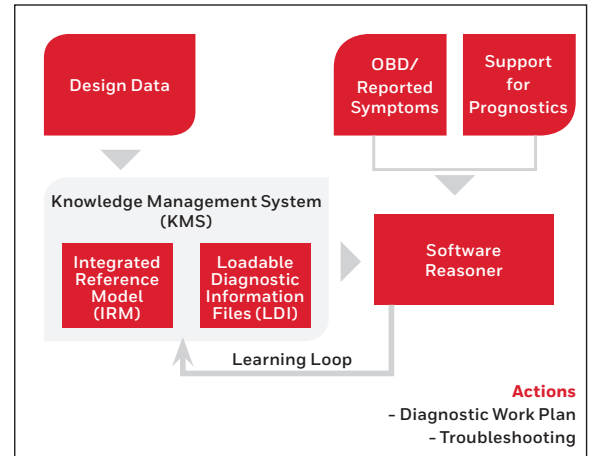 Design Data
OBD/
Reported
Symptoms
Support
for
Prognostics
Knowledge Management System
(KMS)
Integrated
Reference
Model
(IRM)
Loadable
Diagnostic
Information
Files (LDI)
Software
Reasoner
Learning Loop
Actions
- Diagnostic Work Plan
- Troubleshooting